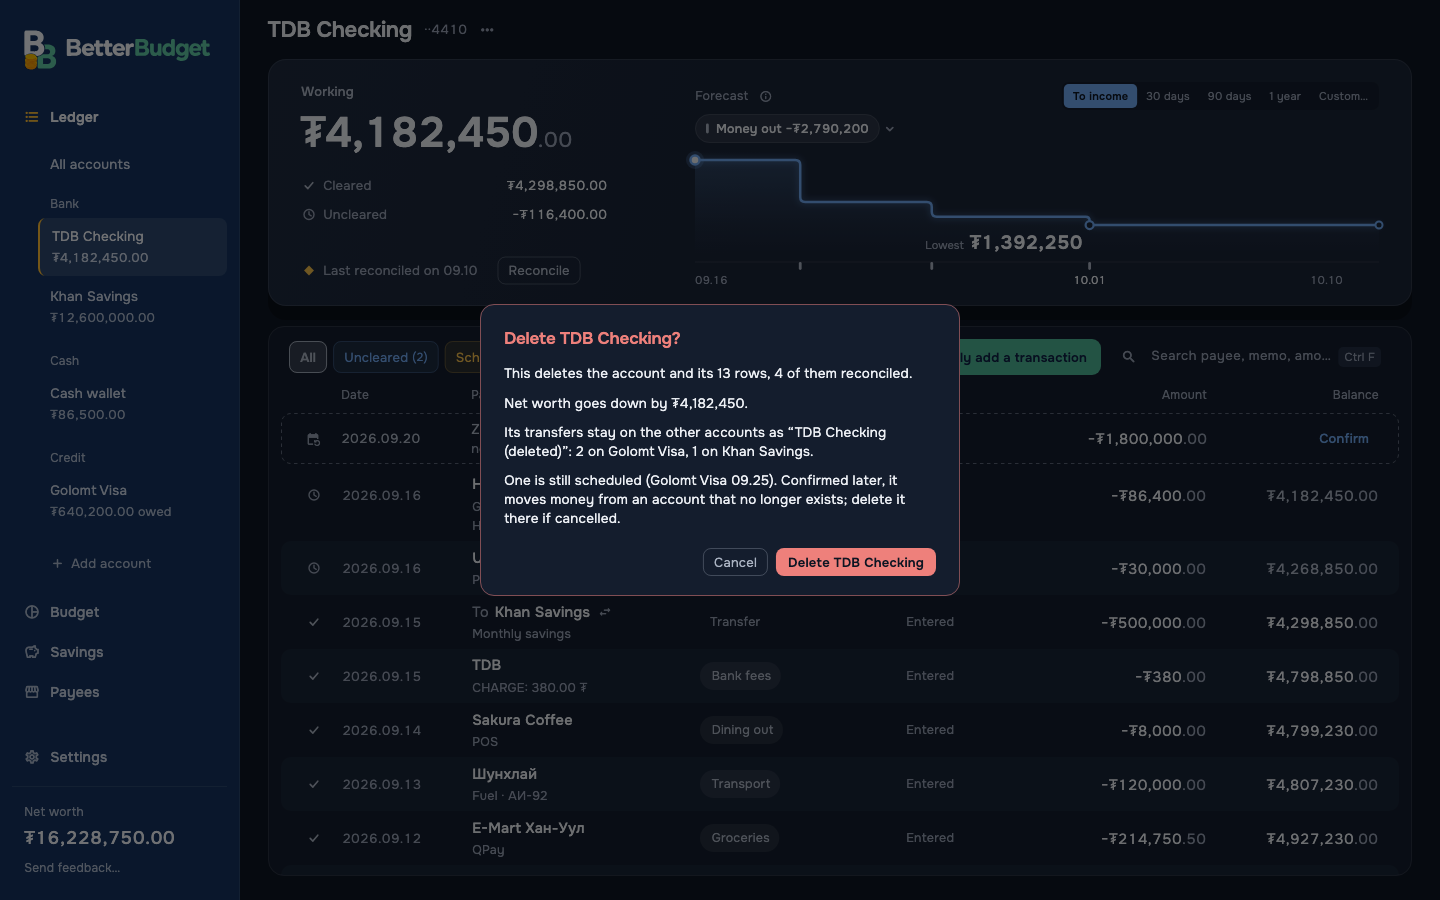 BetterBudget
Ledger
All accounts
Bank
TDB Checking
₮4,182,450.00
Khan Savings
₮12,600,000.00
Cash
Cash wallet
₮86,500.00
Credit
Golomt Visa
₮640,200.00 owed
+ Add account
Budget
Savings
Payees
Settings
Net worth
₮16,228,750.00
Send feedback...
TDB Checking ··4410 •••
Working
₮4,182,450.00
Cleared ₮4,298,850.00
Uncleared -₮116,400.00
Last reconciled on 09.10 Reconcile
Forecast
To income 30 days 90 days 1 year Custom...
Money out -₮2,790,200
Lowest ₮1,392,250
09.16 10.01 10.10
All Uncleared (2) Sch ly add a transaction Search payee, memo, amo... Ctrl F
Date Amount Balance
2026.09.20 -₮1,800,000.00 Confirm
2026.09.16 -₮86,400.00 ₮4,182,450.00
2026.09.16 -₮30,000.00 ₮4,268,850.00
Delete TDB Checking?
This deletes the account and its 13 rows, 4 of them reconciled.
Net worth goes down by ₮4,182,450.
Its transfers stay on the other accounts as “TDB Checking
(deleted)”: 2 on Golomt Visa, 1 on Khan Savings.
One is still scheduled (Golomt Visa 09.25). Confirmed later, it
moves money from an account that no longer exists; delete it
there if cancelled.
Cancel Delete TDB Checking
2026.09.15 To Khan Savings Transfer Entered -₮500,000.00 ₮4,298,850.00
Monthly savings
2026.09.15 TDB Bank fees Entered -₮380.00 ₮4,798,850.00
CHARGE: 380.00 ₮
2026.09.14 Sakura Coffee Dining out Entered -₮8,000.00 ₮4,799,230.00
POS
2026.09.13 Шунхлай Transport Entered -₮120,000.00 ₮4,807,230.00
Fuel · АИ-92
2026.09.12 Е-Mart Хан-Уул Groceries Entered -₮214,750.50 ₮4,927,230.00
QPay